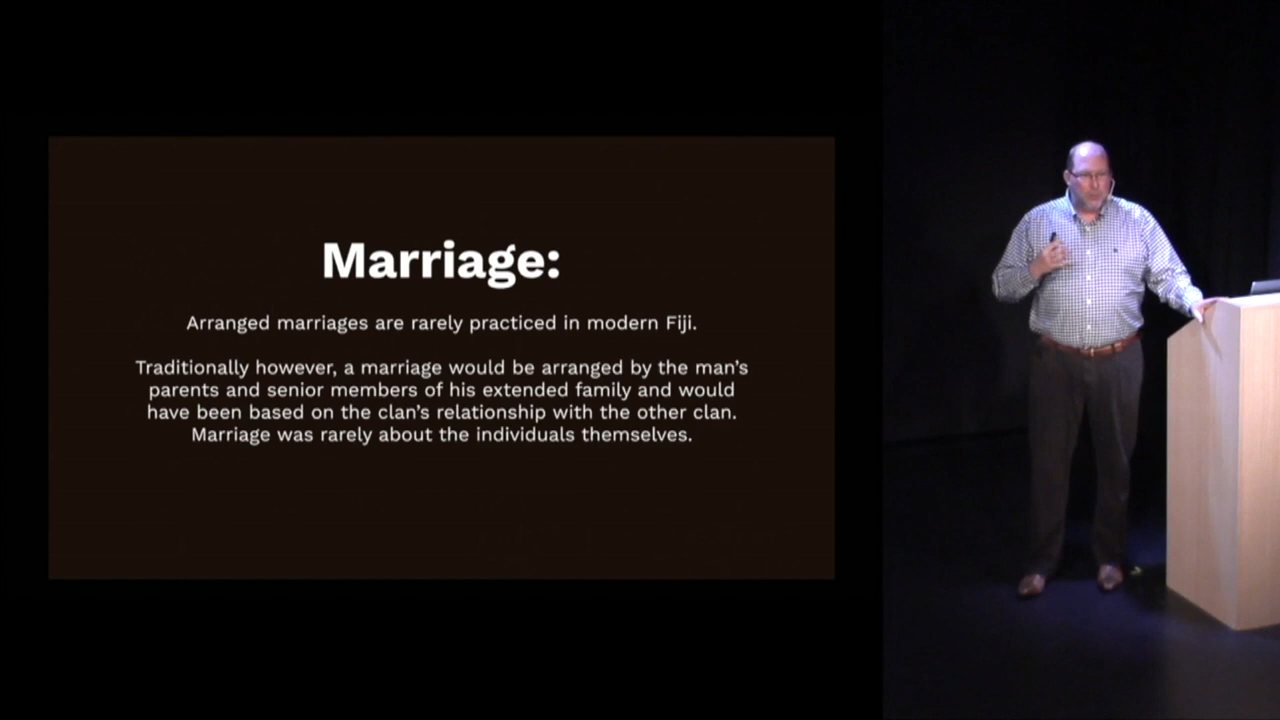 Marriage:
Arranged marriages are rarely practiced in modern Fiji.
Traditionally however, a marriage would be arranged by the man's
parents and senior members of his extended family and would
have been based on the clan's relationship with the other clan.
Marriage was rarely about the individuals themselves.